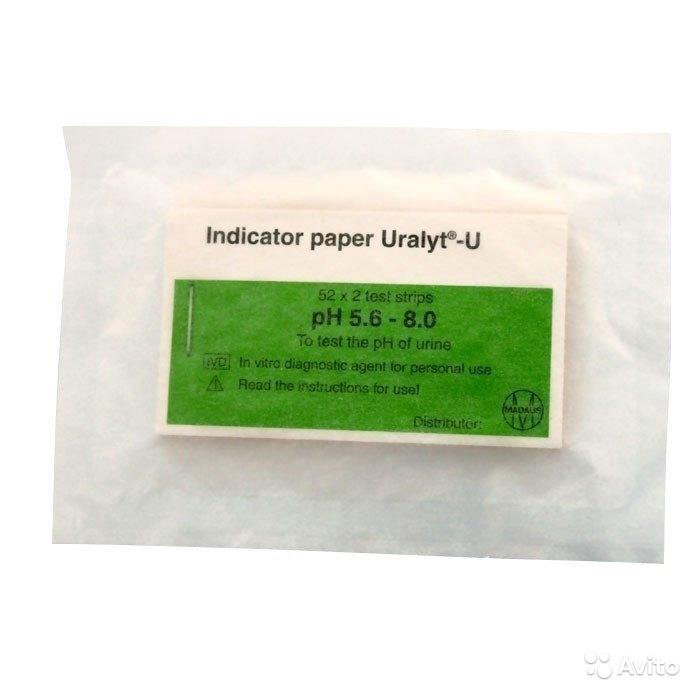 Indicator paper Uralyt®-U
52 x 2 test strips
pH 5.6 - 8.0
To test the pH of urine
IVD In vitro diagnostic agent for personal use
Read the instructions for use!
Distributor: MADAUS
Avito